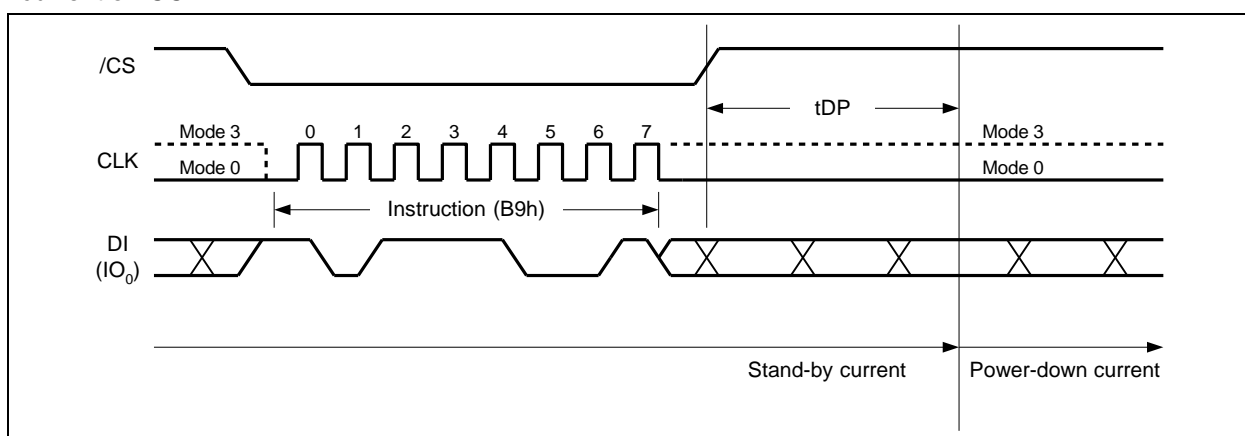 /CS
tDP
Mode 3 0 1 2 3 4 5 6 7 Mode 3
CLK
Mode 0 Mode 0
Instruction (B9h)
DI
(IO0)
Stand-by current Power-down current